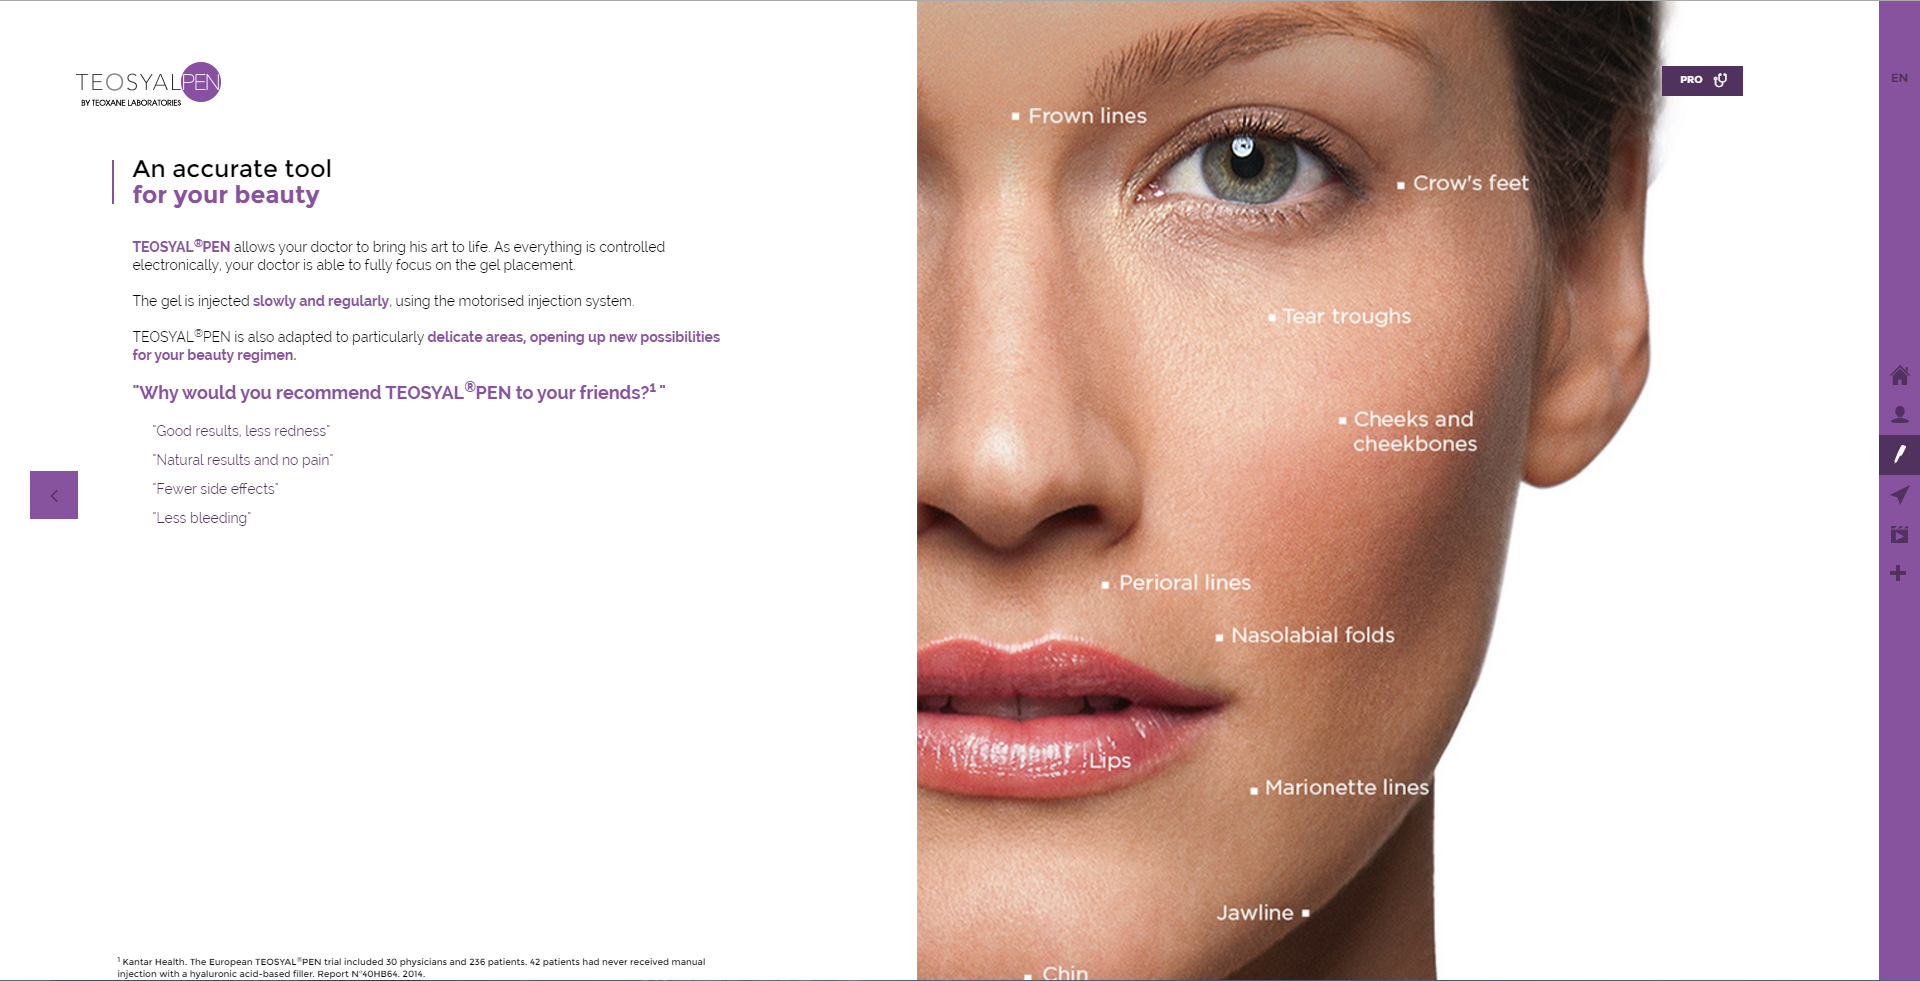 TEOSYAL PEN
BY TEOXANE LABORATORIES
An accurate tool
for your beauty
TEOSYAL®PEN allows your doctor to bring his art to life. As everything is controlled
electronically, your doctor is able to fully focus on the gel placement.
The gel is injected slowly and regularly, using the motorised injection system.
TEOSYAL®PEN is also adapted to particularly delicate areas, opening up new possibilities
for your beauty regimen.
"Why would you recommend TEOSYAL®PEN to your friends?¹ "
"Good results, less redness"
"Natural results and no pain"
"Fewer side effects"
"Less bleeding"
¹ Kantar Health. The European TEOSYAL®PEN trial included 30 physicians and 236 patients. 42 patients had never received manual
injection with a hyaluronic acid-based filler. Report N°40HB64. 2014.
PRO
EN
Frown lines
Crow's feet
Tear troughs
Cheeks and
cheekbones
Perioral lines
Nasolabial folds
Lips
Marionette lines
Jawline
Chin